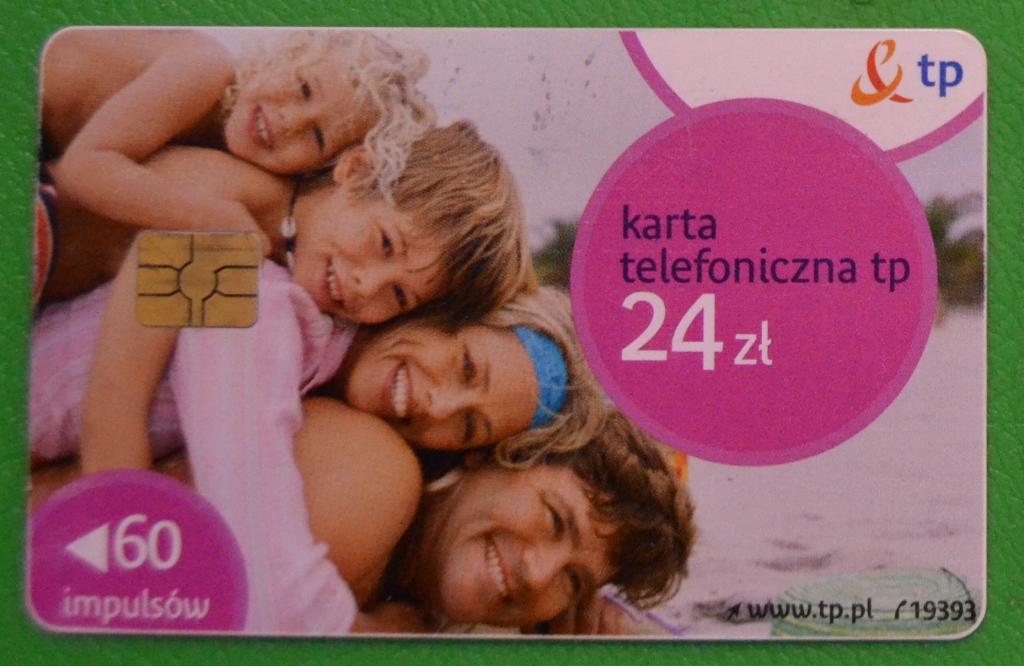 tp
karta
telefoniczna tp
24 zł
60
impulsów
www.tp.pl 19393